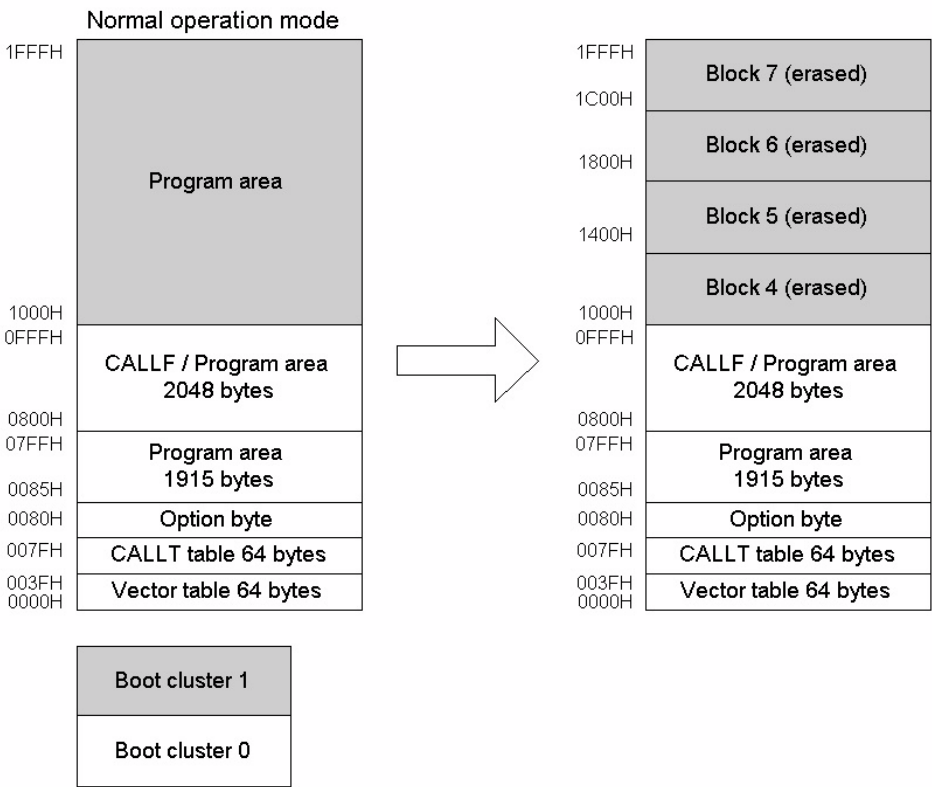 Normal operation mode
1FFFH
Program area
1000H
0FFFH
CALLF / Program area
2048 bytes
0800H
07FFH
Program area
1915 bytes
0085H
0080H
Option byte
007FH
CALLT table 64 bytes
003FH
Vector table 64 bytes
0000H
1FFFH
Block 7 (erased)
1C00H
Block 6 (erased)
1800H
Block 5 (erased)
1400H
Block 4 (erased)
1000H
0FFFH
CALLF / Program area
2048 bytes
0800H
07FFH
Program area
1915 bytes
0085H
0080H
Option byte
007FH
CALLT table 64 bytes
003FH
Vector table 64 bytes
0000H
Boot cluster 1
Boot cluster 0